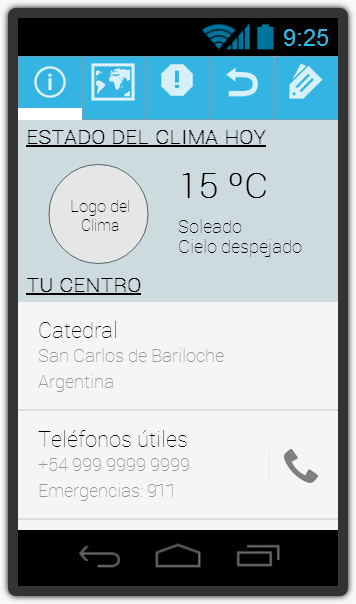 9:25
ESTADO DEL CLIMA HOY
Logo del
Clima
15 ºC
Soleado
Cielo despejado
TU CENTRO
Catedral
San Carlos de Bariloche
Argentina
Teléfonos útiles
+54 999 9999 9999
Emergencias: 911